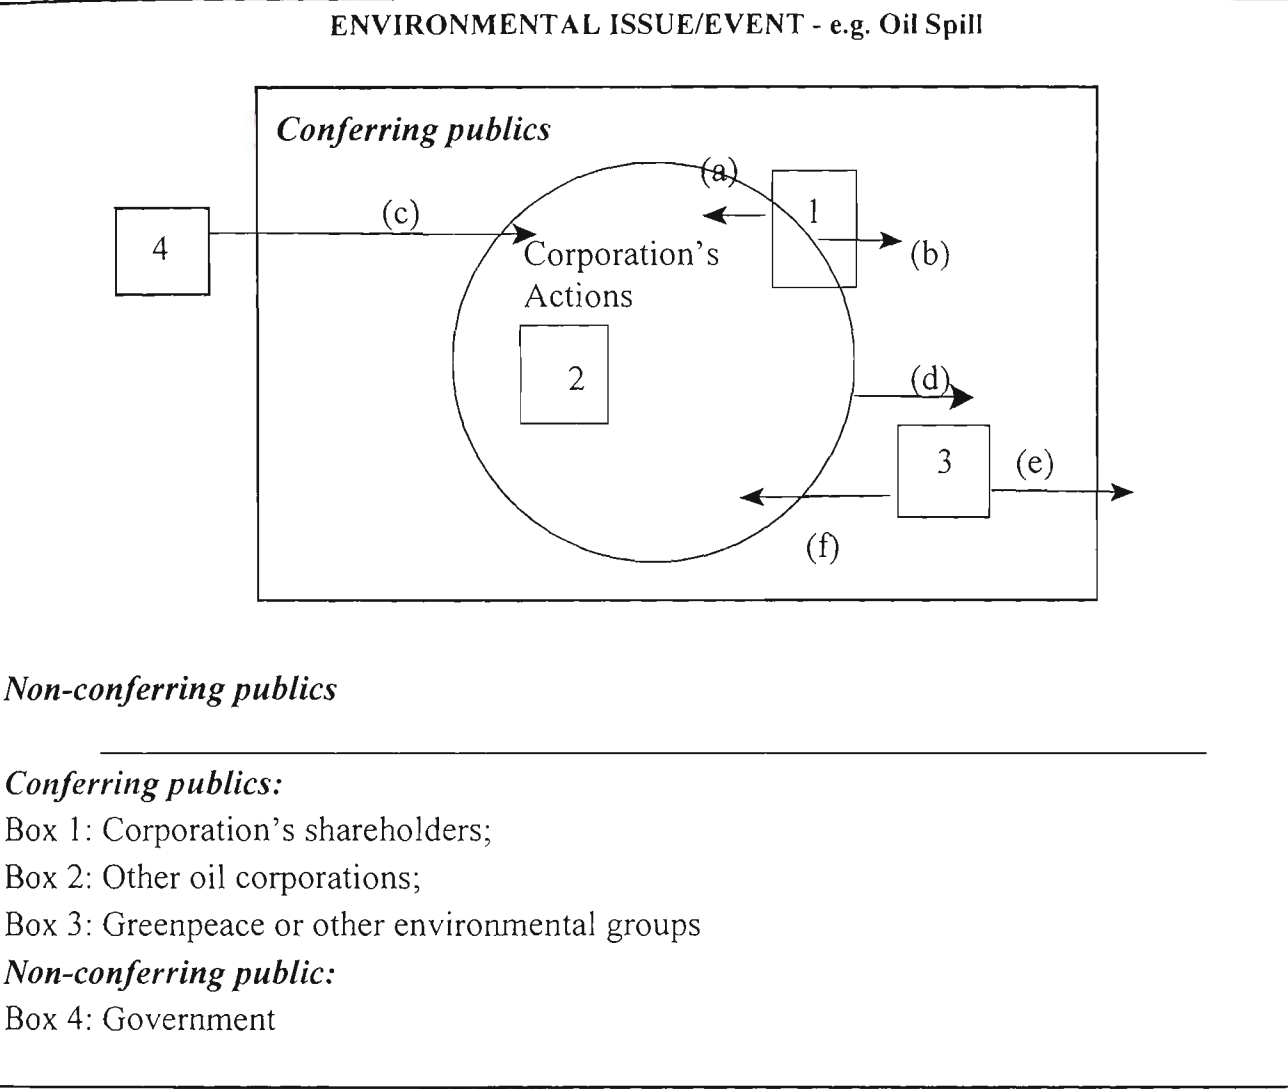 ENVIRONMENTAL ISSUE/EVENT - e.g. Oil Spill
Conferring publics
(a)
1
(c)
4
(b)
Corporation's
Actions
2
(d)
3
(e)
(f)
Non-conferring publics
Conferring publics:
Box 1: Corporation's shareholders;
Box 2: Other oil corporations;
Box 3: Greenpeace or other environmental groups
Non-conferring public:
Box 4: Government